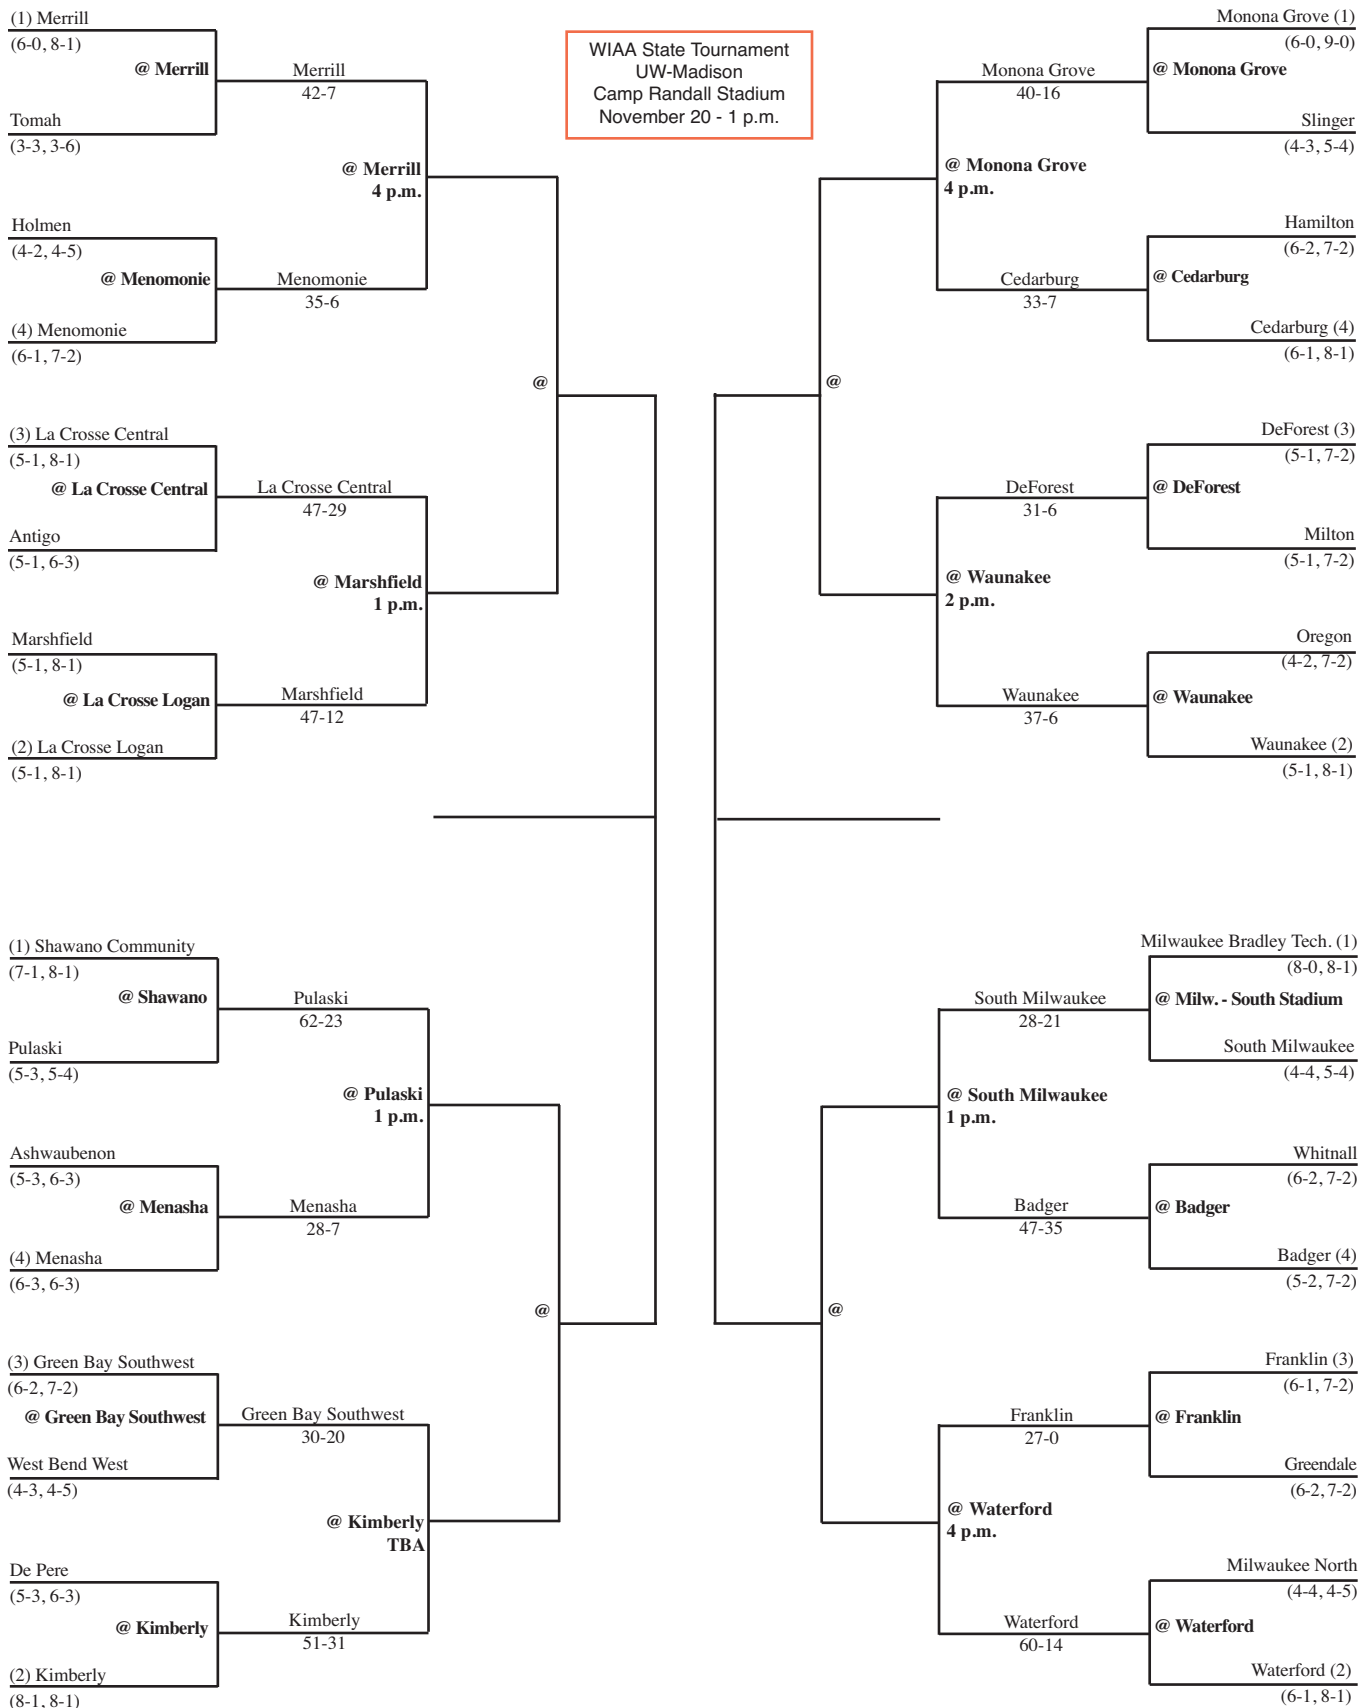 (1) Merrill
(6-0, 8-1)
@ Merrill
Tomah
(3-3, 3-6)
Merrill
42-7
@ Merrill
4 p.m.
Holmen
(4-2, 4-5)
@ Menomonie
(4) Menomonie
(6-1, 7-2)
Menomonie
35-6
@
(3) La Crosse Central
(5-1, 8-1)
@ La Crosse Central
Antigo
(5-1, 6-3)
La Crosse Central
47-29
@ Marshfield
1 p.m.
Marshfield
(5-1, 8-1)
@ La Crosse Logan
(2) La Crosse Logan
(5-1, 8-1)
Marshfield
47-12
(1) Shawano Community
(7-1, 8-1)
@ Shawano
Pulaski
(5-3, 5-4)
Pulaski
62-23
@ Pulaski
1 p.m.
Ashwaubenon
(5-3, 6-3)
@ Menasha
(4) Menasha
(6-3, 6-3)
Menasha
28-7
@
(3) Green Bay Southwest
(6-2, 7-2)
@ Green Bay Southwest
West Bend West
(4-3, 4-5)
Green Bay Southwest
30-20
@ Kimberly
TBA
De Pere
(5-3, 6-3)
@ Kimberly
(2) Kimberly
(8-1, 8-1)
Kimberly
51-31
WIAA State Tournament
UW-Madison
Camp Randall Stadium
November 20 - 1 p.m.
Monona Grove (1)
(6-0, 9-0)
@ Monona Grove
Slinger
(4-3, 5-4)
Monona Grove
40-16
@ Monona Grove
4 p.m.
Hamilton
(6-2, 7-2)
@ Cedarburg
Cedarburg (4)
(6-1, 8-1)
Cedarburg
33-7
@
DeForest (3)
(5-1, 7-2)
@ DeForest
Milton
(5-1, 7-2)
DeForest
31-6
@ Waunakee
2 p.m.
Oregon
(4-2, 7-2)
@ Waunakee
Waunakee (2)
(5-1, 8-1)
Waunakee
37-6
Milwaukee Bradley Tech. (1)
(8-0, 8-1)
@ Milw. - South Stadium
South Milwaukee
(4-4, 5-4)
South Milwaukee
28-21
@ South Milwaukee
1 p.m.
Whitnall
(6-2, 7-2)
@ Badger
Badger (4)
(5-2, 7-2)
Badger
47-35
@
Franklin (3)
(6-1, 7-2)
@ Franklin
Greendale
(6-2, 7-2)
Franklin
27-0
@ Waterford
4 p.m.
Milwaukee North
(4-4, 4-5)
@ Waterford
Waterford (2)
(6-1, 8-1)
Waterford
60-14